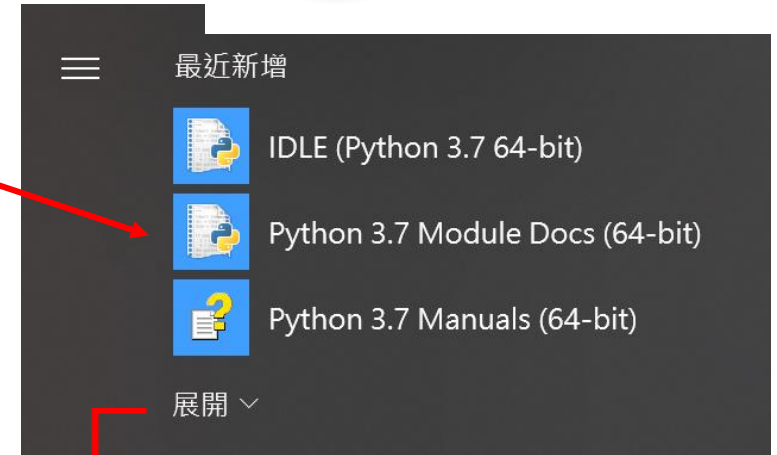 最近新增
IDLE (Python 3.7 64-bit)
Python 3.7 Module Docs (64-bit)
Python 3.7 Manuals (64-bit)
展開